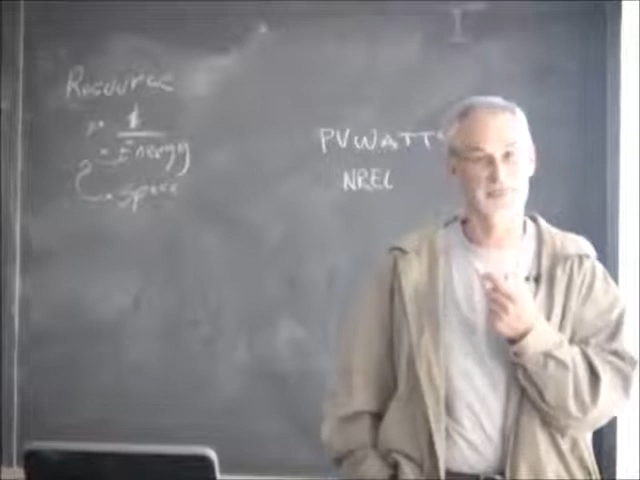 Resource
• Energy
• Space
PVWATT
NREL
I